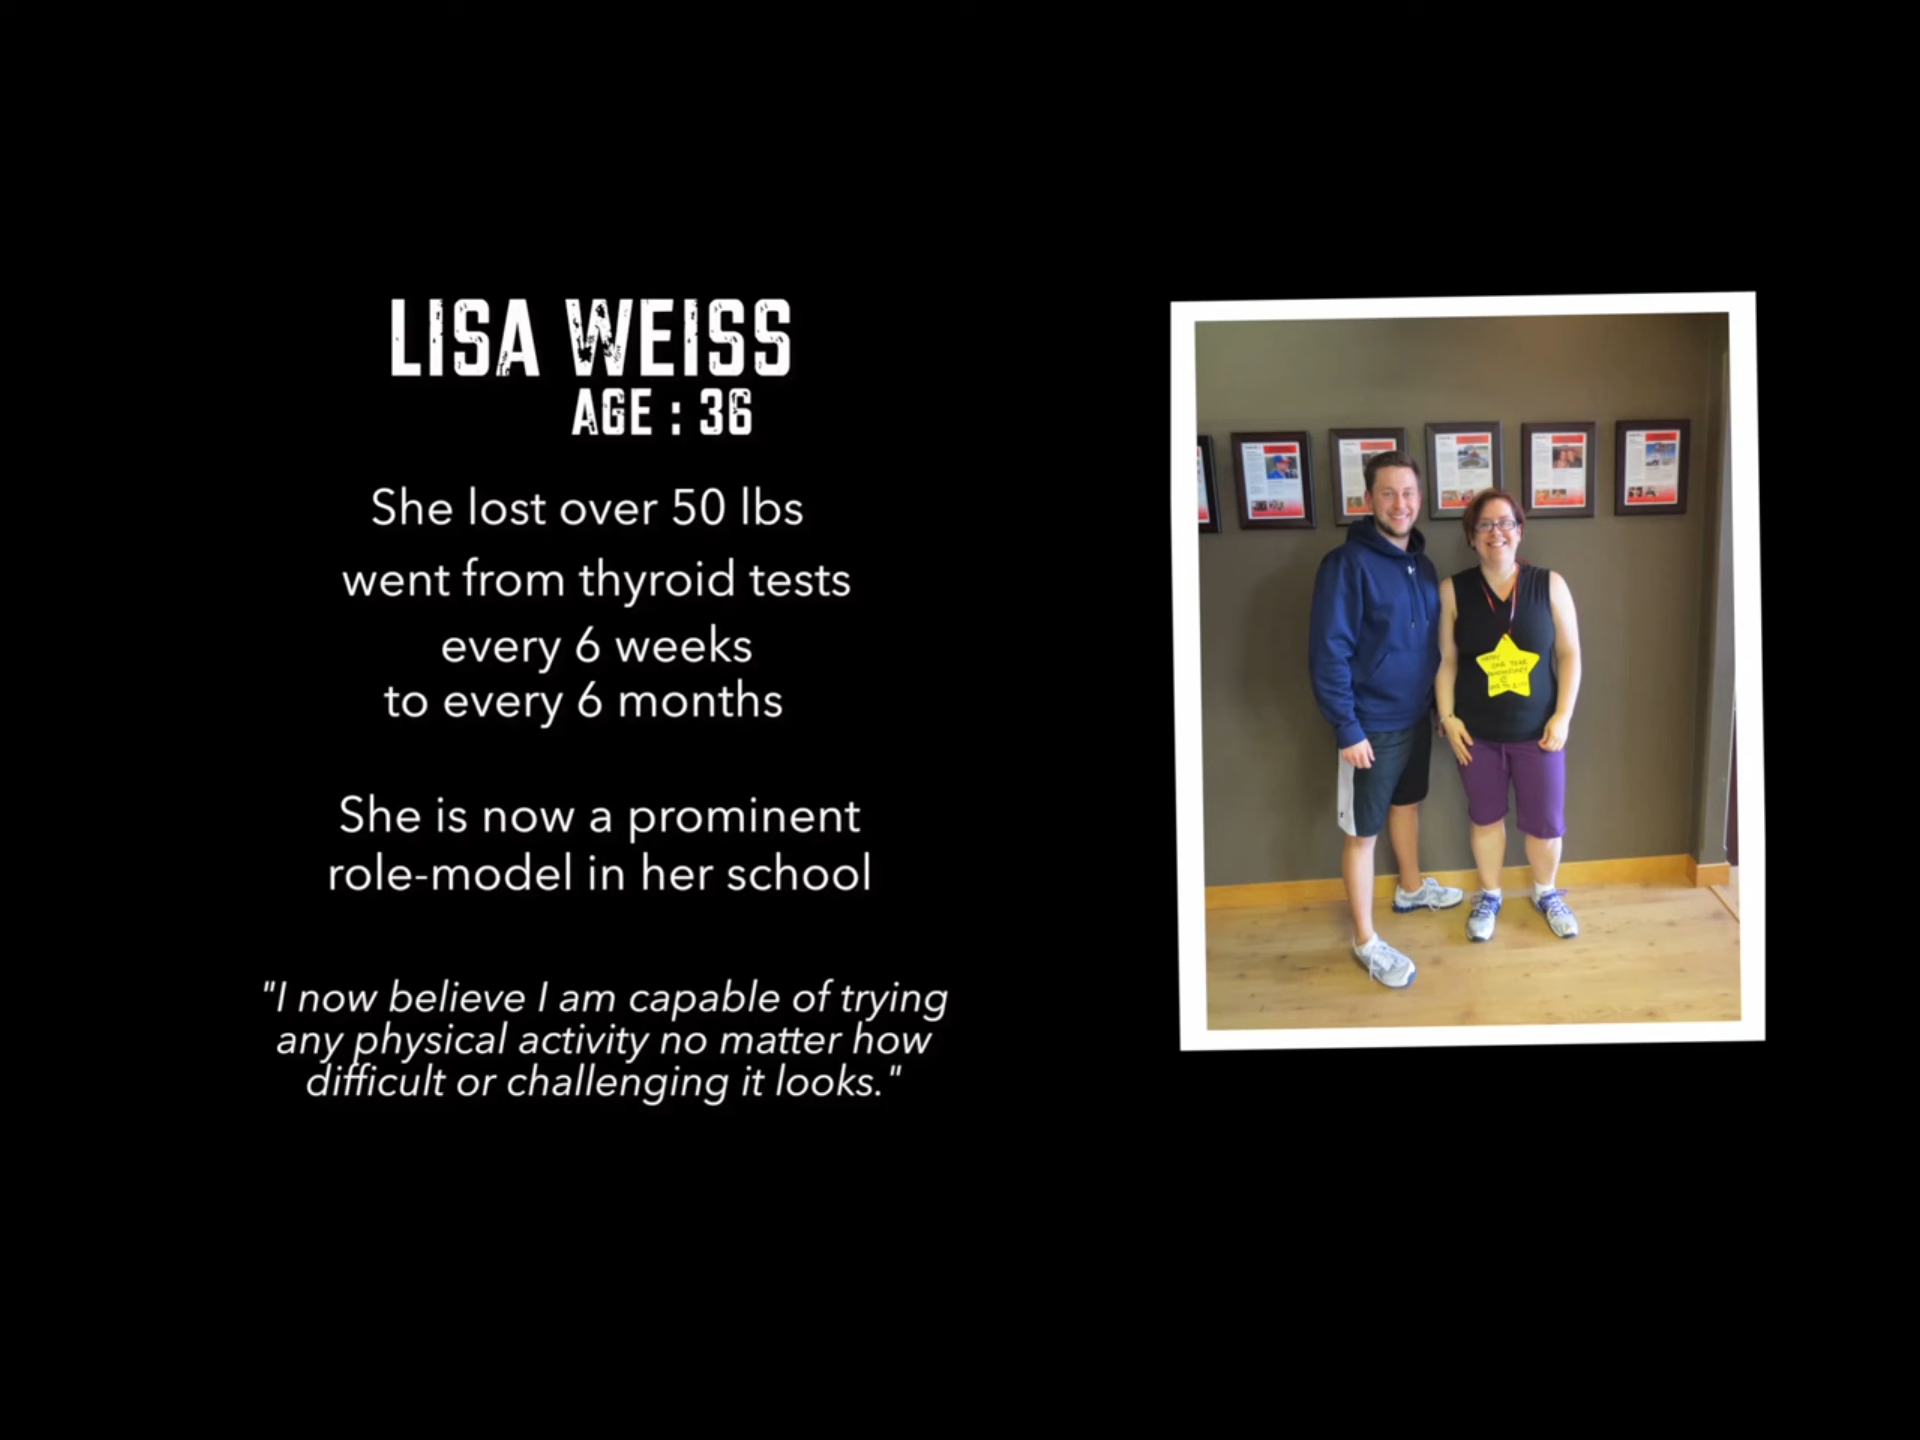 LISA WEISS
AGE : 36
She lost over 50 lbs
went from thyroid tests
every 6 weeks
to every 6 months
She is now a prominent
role-model in her school
"I now believe I am capable of trying
any physical activity no matter how
difficult or challenging it looks."
ONE YEAR